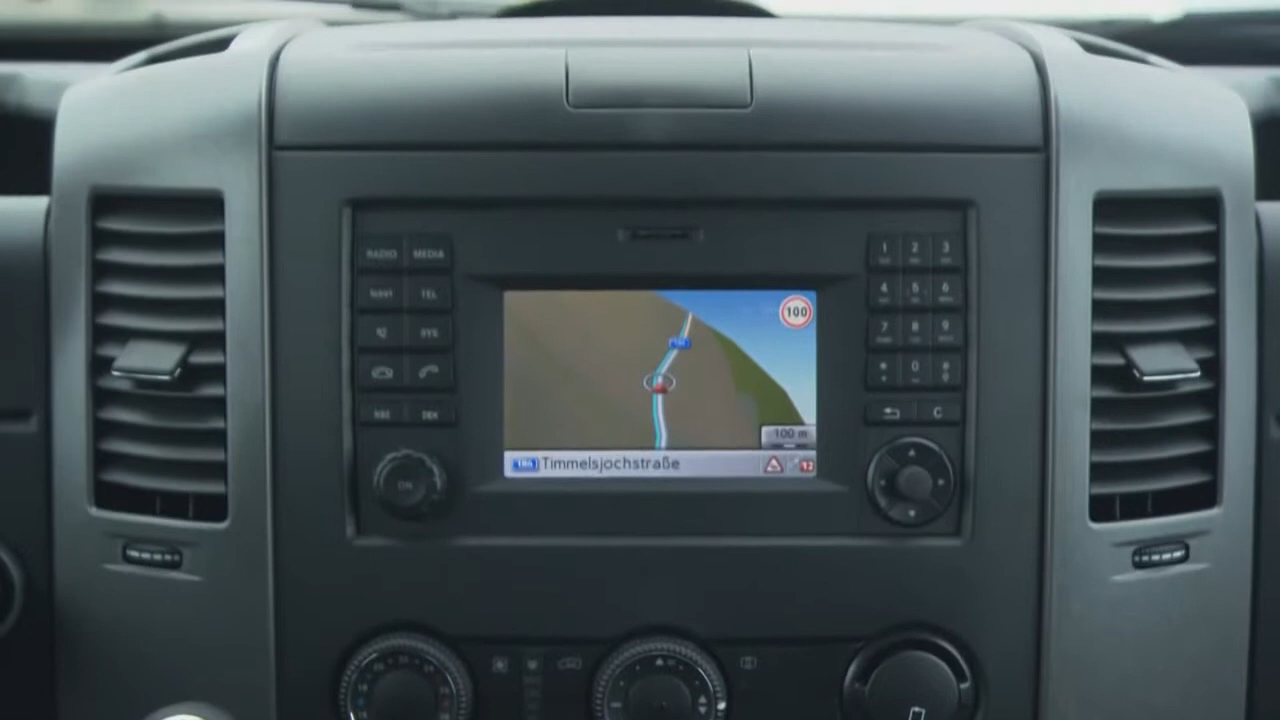 RADIO MEDIA
NAVI TEL
SYS
ON
1 2 3
4 5 6
7 8 9
* 0 #
C
100
100 m
186 Timmelsjochstraße
12